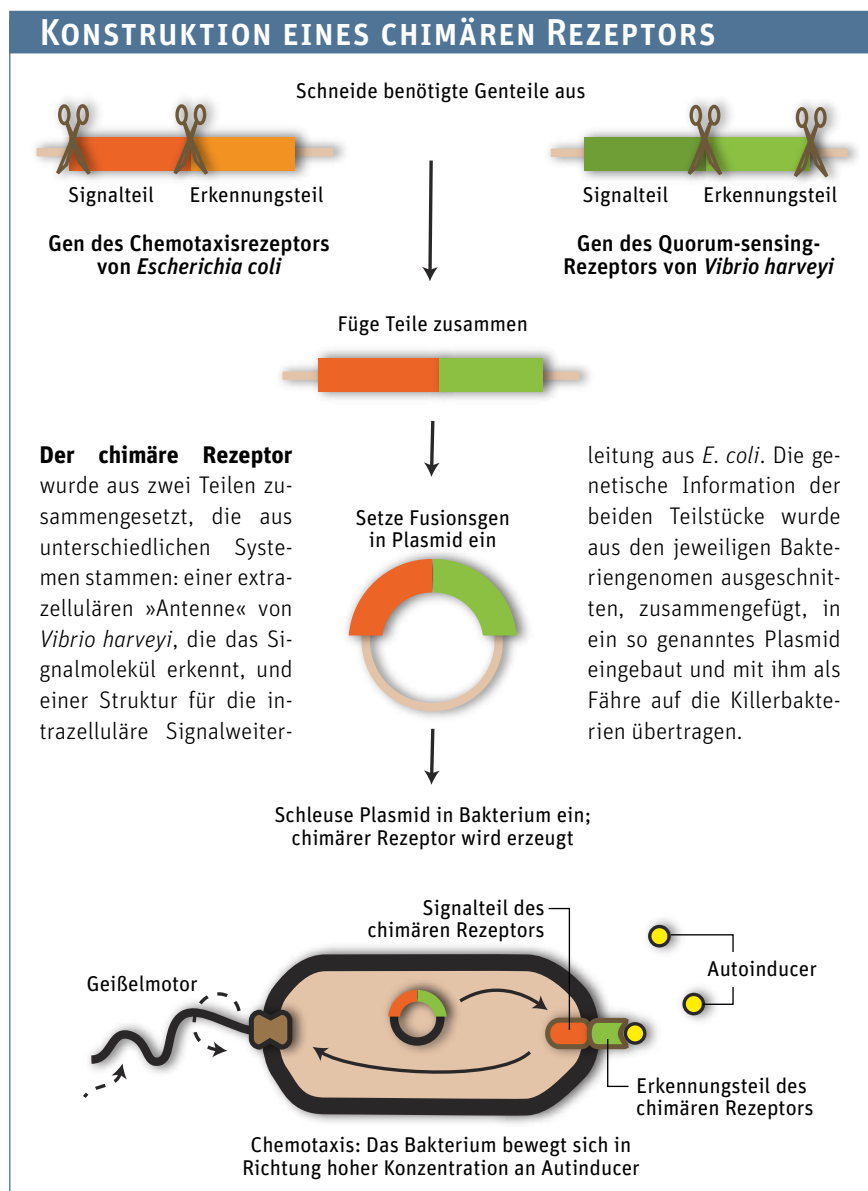 KONSTRUKTION EINES CHIMÄREN REZEPTORS
Schneide benötigte Genteile aus
Signalteil Erkennungsteil
Gen des Chemotaxisrezeptors
von Escherichia coli
Signalteil Erkennungsteil
Gen des Quorum-sensing-
Rezeptors von Vibrio harveyi
Füge Teile zusammen
Der chimäre Rezeptor
wurde aus zwei Teilen zu-
sammengesetzt, die aus
unterschiedlichen Syste-
men stammen: einer extra-
zellulären »Antenne« von
Vibrio harveyi, die das Si-
gnalmolekül erkennt, und
einer Struktur für die in-
trazelluläre Signalweiter-
leitung aus E. coli. Die ge-
netische Information der
beiden Teilstücke wurde
aus den jeweiligen Bakte-
riengenomen ausgeschnit-
ten, zusammengefügt, in
ein so genanntes Plasmid
eingebaut und mit ihm als
Fähre auf die Killerbakte-
rien übertragen.
Setze Fusionsgen
in Plasmid ein
Schleuse Plasmid in Bakterium ein;
chimärer Rezeptor wird erzeugt
Signalteil des
chimären Rezeptors
Autoinducer
Geißelmotor
Erkennungsteil des
chimären Rezeptors
Chemotaxis: Das Bakterium bewegt sich in
Richtung hoher Konzentration an Autinducer